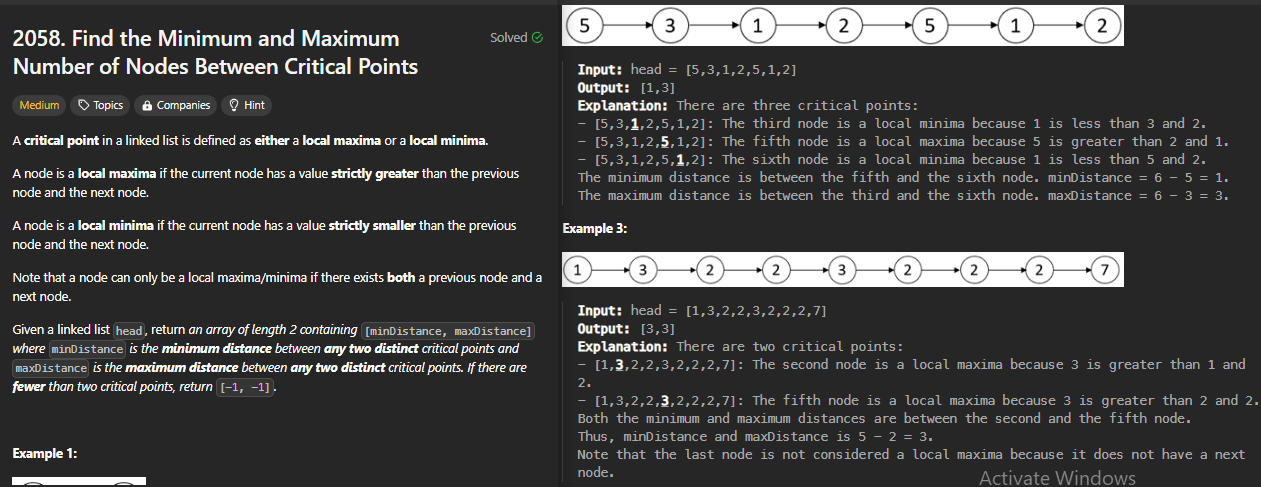 2058. Find the Minimum and Maximum
Number of Nodes Between Critical Points
Solved
Medium
Topics
Companies
Hint
A critical point in a linked list is defined as either a local maxima or a local minima.
A node is a local maxima if the current node has a value strictly greater than the previous
node and the next node.
A node is a local minima if the current node has a value strictly smaller than the previous
node and the next node.
Note that a node can only be a local maxima/minima if there exists both a previous node and a
next node.
Given a linked list head, return an array of length 2 containing [minDistance, maxDistance]
where minDistance is the minimum distance between any two distinct critical points and
maxDistance is the maximum distance between any two distinct critical points. If there are
fewer than two critical points, return [-1, -1].
Example 1:
5 3 1 2 5 1 2
Input: head = [5,3,1,2,5,1,2]
Output: [1,3]
Explanation: There are three critical points:
- [5,3,1,2,5,1,2]: The third node is a local minima because 1 is less than 3 and 2.
- [5,3,1,2,5,1,2]: The fifth node is a local maxima because 5 is greater than 2 and 1.
- [5,3,1,2,5,1,2]: The sixth node is a local minima because 1 is less than 5 and 2.
The minimum distance is between the fifth and the sixth node. minDistance = 6 - 5 = 1.
The maximum distance is between the third and the sixth node. maxDistance = 6 - 3 = 3.
Example 3:
1 3 2 2 3 2 2 2 7
Input: head = [1,3,2,2,3,2,2,2,7]
Output: [3,3]
Explanation: There are two critical points:
- [1,3,2,2,3,2,2,2,7]: The second node is a local maxima because 3 is greater than 1 and
2.
- [1,3,2,2,3,2,2,2,7]: The fifth node is a local maxima because 3 is greater than 2 and 2.
Both the minimum and maximum distances are between the second and the fifth node.
Thus, minDistance and maxDistance is 5 - 2 = 3.
Note that the last node is not considered a local maxima because it does not have a next
node.
Activate Windows